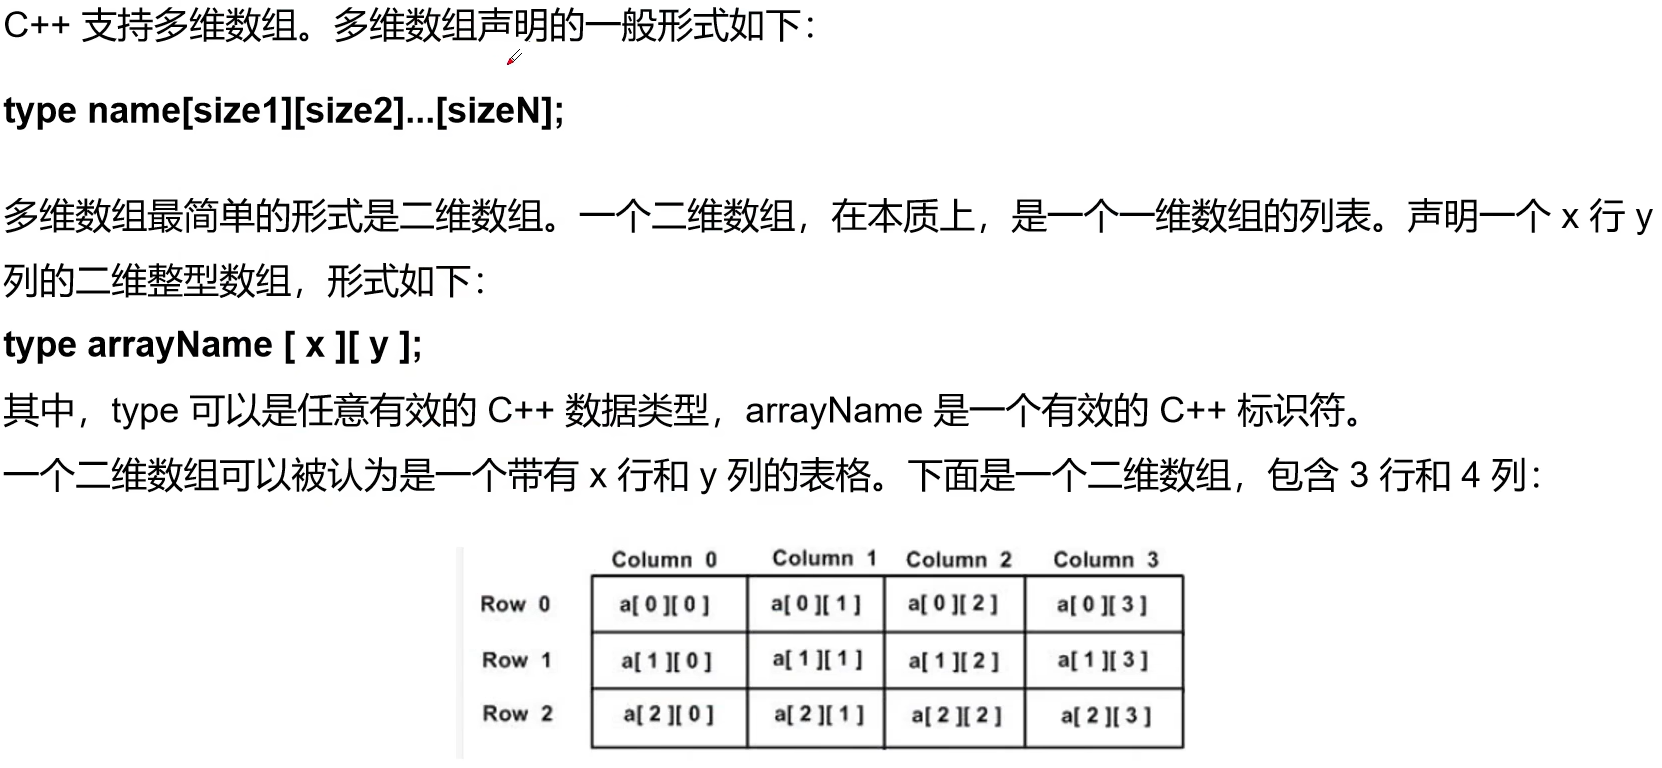 C++ 支持多维数组。多维数组声明的一般形式如下：
type name[size1][size2]...[sizeN];
多维数组最简单的形式是二维数组。一个二维数组，在本质上，是一个一维数组的列表。声明一个 x 行 y
列的二维整型数组，形式如下：
type arrayName [ x ][ y ];
其中，type 可以是任意有效的 C++ 数据类型，arrayName 是一个有效的 C++ 标识符。
一个二维数组可以被认为是一个带有 x 行和 y 列的表格。下面是一个二维数组，包含 3 行和 4 列：
Column 0 Column 1 Column 2 Column 3
Row 0 a[ 0 ][ 0 ] a[ 0 ][ 1 ] a[ 0 ][ 2 ] a[ 0 ][ 3 ]
Row 1 a[ 1 ][ 0 ] a[ 1 ][ 1 ] a[ 1 ][ 2 ] a[ 1 ][ 3 ]
Row 2 a[ 2 ][ 0 ] a[ 2 ][ 1 ] a[ 2 ][ 2 ] a[ 2 ][ 3 ]